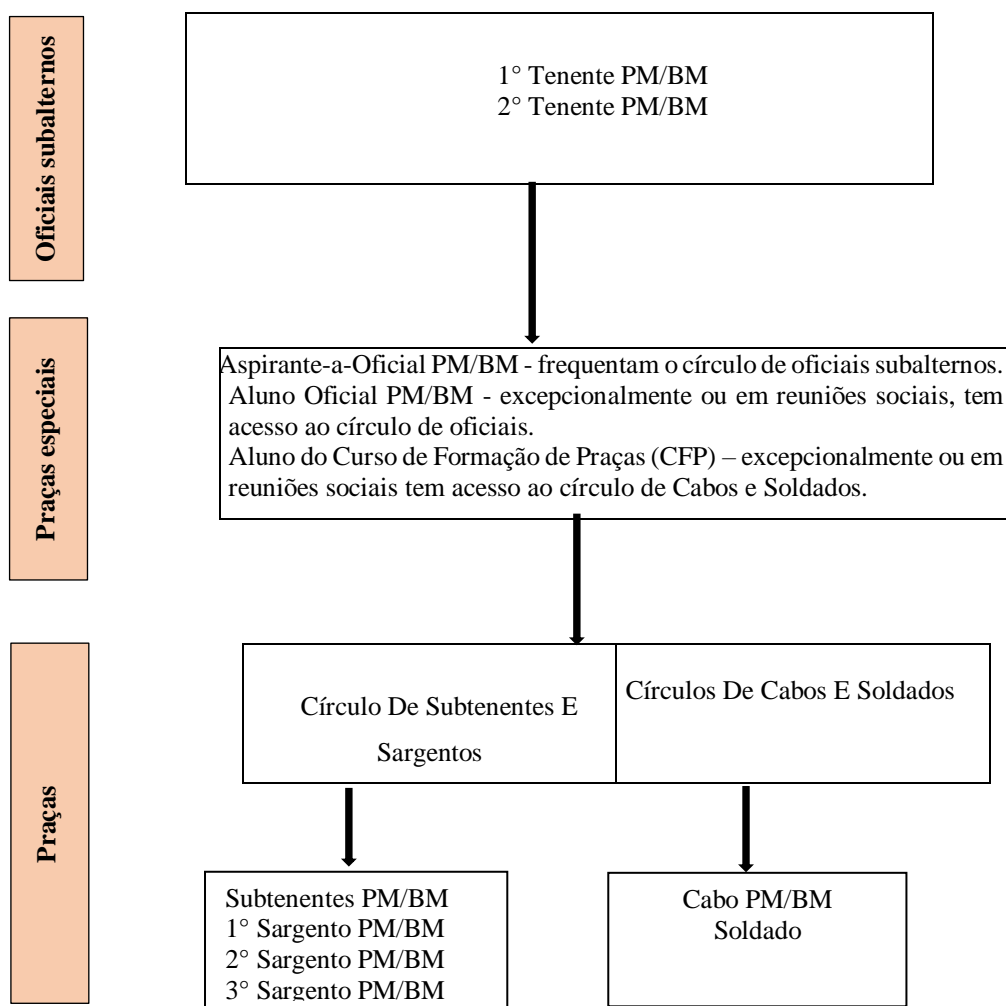 Oficiais subalternos
1° Tenente PM/BM
2° Tenente PM/BM
Praças especiais
Aspirante-a-Oficial PM/BM - frequentam o círculo de oficiais subalternos.
Aluno Oficial PM/BM - excepcionalmente ou em reuniões sociais, tem
acesso ao círculo de oficiais.
Aluno do Curso de Formação de Praças (CFP) – excepcionalmente ou em
reuniões sociais tem acesso ao círculo de Cabos e Soldados.
Praças
Círculo De Subtenentes E
Sargentos
Círculos De Cabos E Soldados
Subtenentes PM/BM
1° Sargento PM/BM
2° Sargento PM/BM
3° Sargento PM/BM
Cabo PM/BM
Soldado